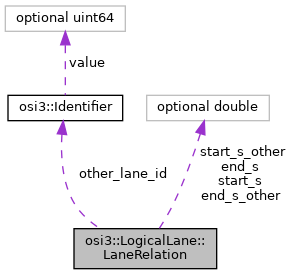 optional uint64
value
osi3::Identifier
optional double
other_lane_id
start_s_other
end_s
start_s
end_s_other
osi3::LogicalLane::
LaneRelation